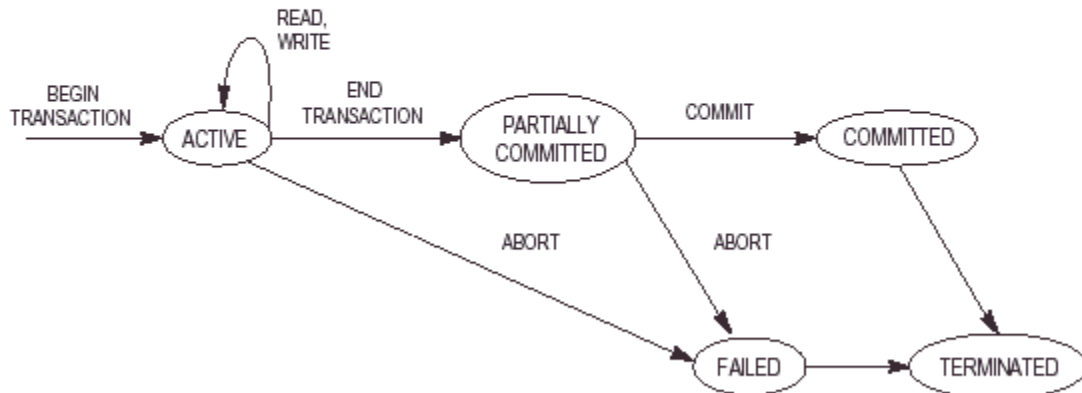 READ,
WRITE
BEGIN
TRANSACTION
END
TRANSACTION
ACTIVE
PARTIALLY
COMMITTED
COMMIT
COMMITTED
ABORT
ABORT
FAILED
TERMINATED